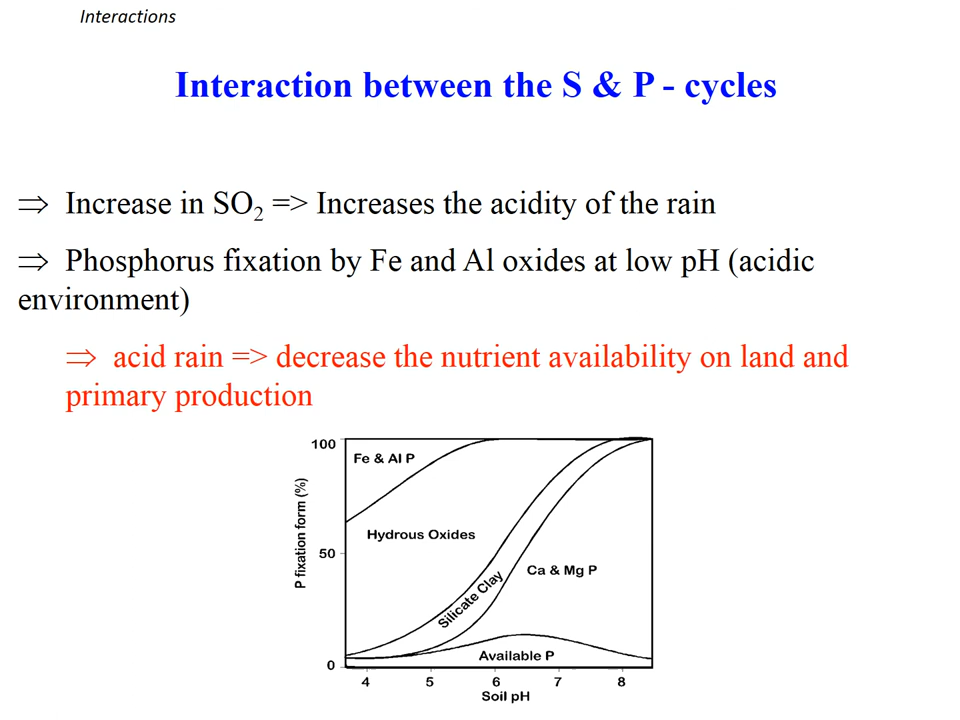 Interactions
Interaction between the S & P - cycles
⇒ Increase in SO₂ => Increases the acidity of the rain
⇒ Phosphorus fixation by Fe and Al oxides at low pH (acidic
environment)
⇒ acid rain => decrease the nutrient availability on land and
primary production
100
Fe & Al P
P fixation form (%)
Hydrous Oxides
50
Ca & Mg P
Silicate Clay
Available P
0
4 5 6 7 8
Soil pH